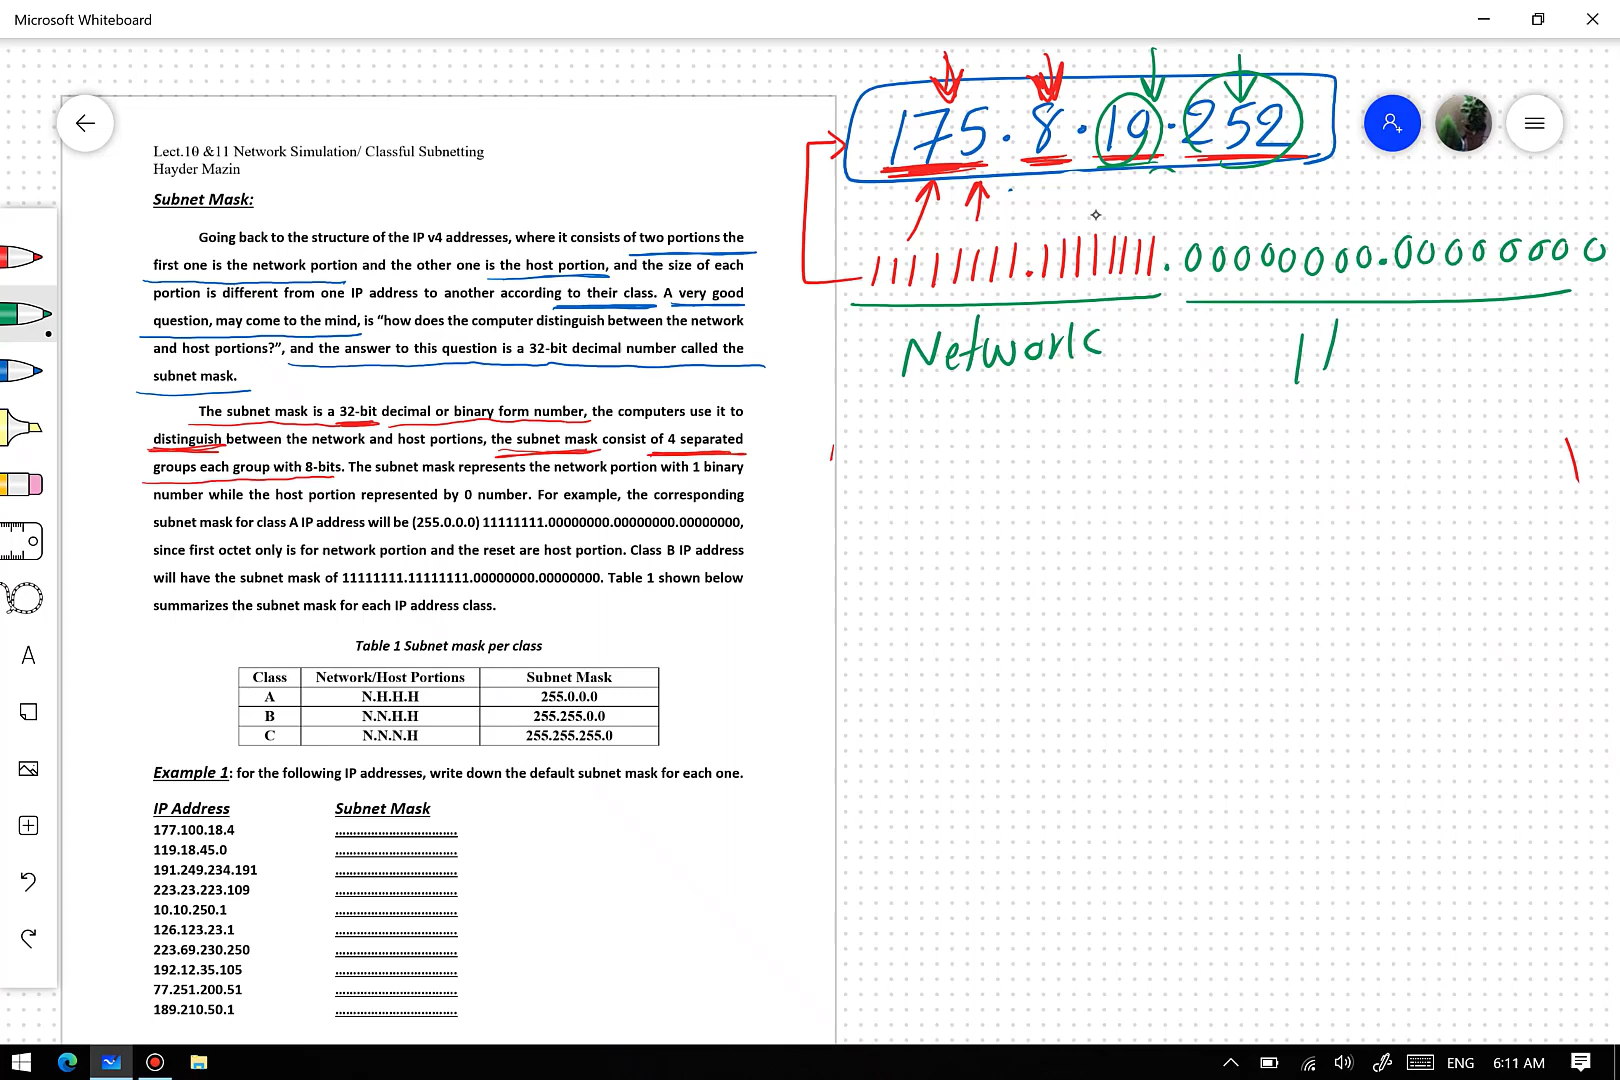 Microsoft Whiteboard
Lect.10 &11 Network Simulation/ Classful Subnetting
Hayder Mazin
Subnet Mask:
Going back to the structure of the IP v4 addresses, where it consists of two portions the
first one is the network portion and the other one is the host portion, and the size of each
portion is different from one IP address to another according to their class. A very good
question, may come to the mind, is “how does the computer distinguish between the network
and host portions?”, and the answer to this question is a 32-bit decimal number called the
subnet mask.
The subnet mask is a 32-bit decimal or binary form number, the computers use it to
distinguish between the network and host portions, the subnet mask consist of 4 separated
groups each group with 8-bits. The subnet mask represents the network portion with 1 binary
number while the host portion represented by 0 number. For example, the corresponding
subnet mask for class A IP address will be (255.0.0.0) 11111111.00000000.00000000.00000000,
since first octet only is for network portion and the reset are host portion. Class B IP address
will have the subnet mask of 11111111.11111111.00000000.00000000. Table 1 shown below
summarizes the subnet mask for each IP address class.
Table 1 Subnet mask per class
Class Network/Host Portions Subnet Mask
A N.H.H.H 255.0.0.0
B N.N.H.H 255.255.0.0
C N.N.N.H 255.255.255.0
Example 1: for the following IP addresses, write down the default subnet mask for each one.
IP Address Subnet Mask
177.100.18.4 ..................................
119.18.45.0 ..................................
191.249.234.191 ..................................
223.23.223.109 ..................................
10.10.250.1 ..................................
126.123.23.1 ..................................
223.69.230.250 ..................................
192.12.35.105 ..................................
77.251.200.51 ..................................
189.210.50.1 ..................................
175.8.19.252
11111111.11111111.00000000.00000000
Network
A
ENG 6:11 AM